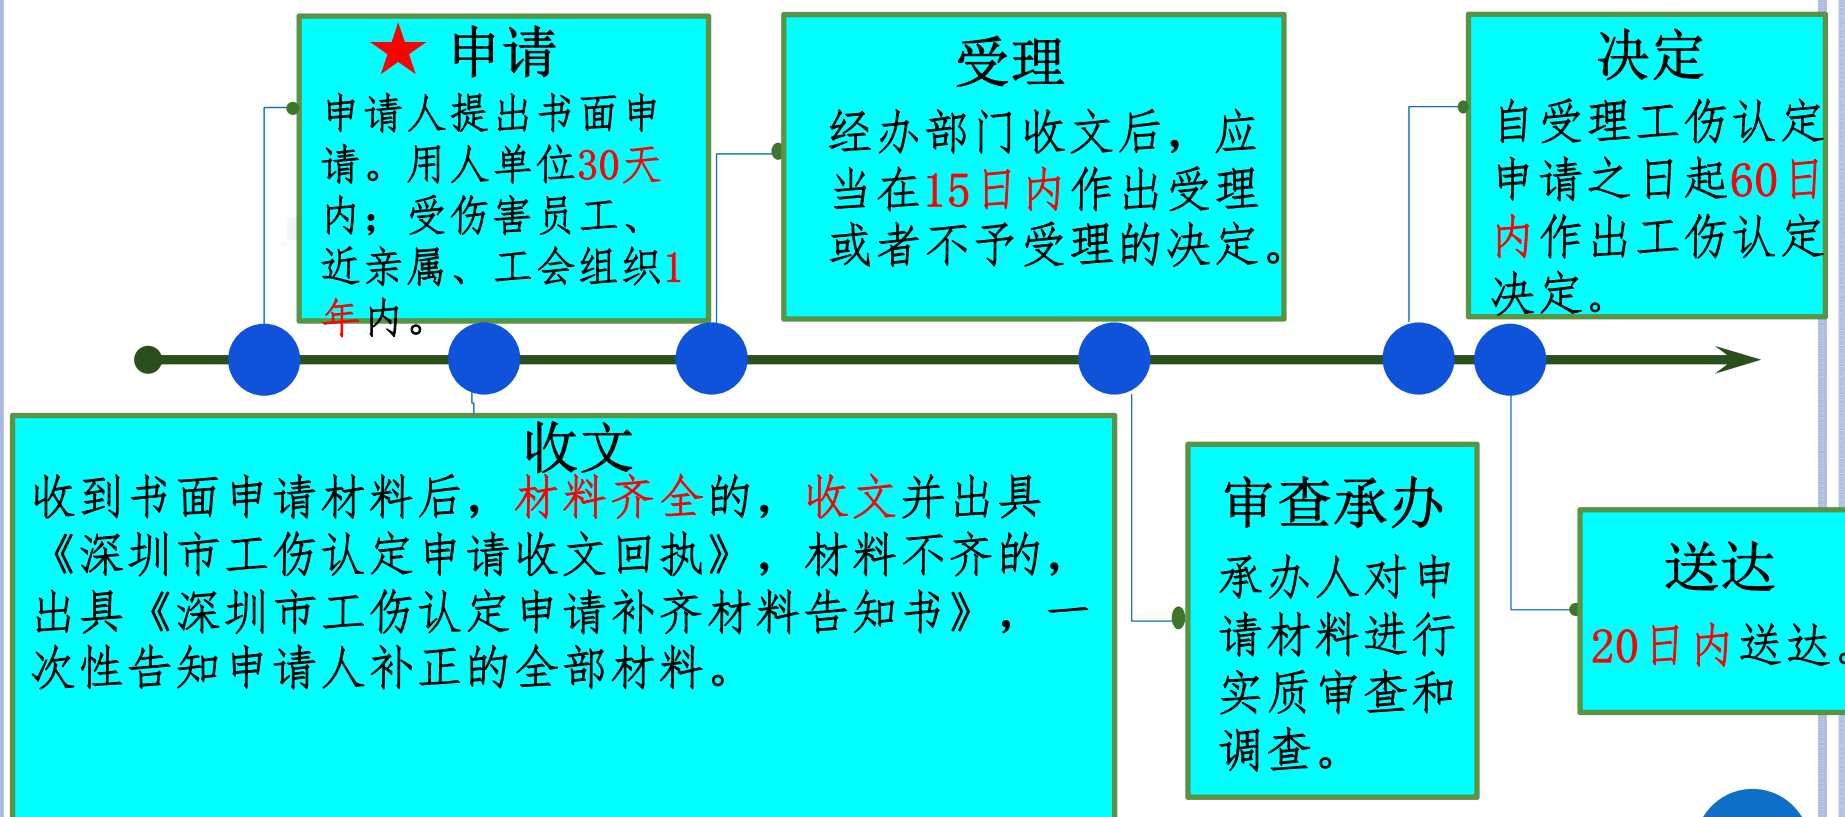 申请
申请人提出书面申
请。用人单位30天
内；受伤害员工、
近亲属、工会组织1
年内。
收文
收到书面申请材料后，材料齐全的，收文并出具
《深圳市工伤认定申请收文回执》，材料不齐的，
出具《深圳市工伤认定申请补齐材料告知书》，一
次性告知申请人补正的全部材料。
受理
经办部门收文后，应
当在15日内作出受理
或者不予受理的决定。
审查承办
承办人对申
请材料进行
实质审查和
调查。
决定
自受理工伤认定
申请之日起60日
内作出工伤认定
决定。
送达
20日内送达。